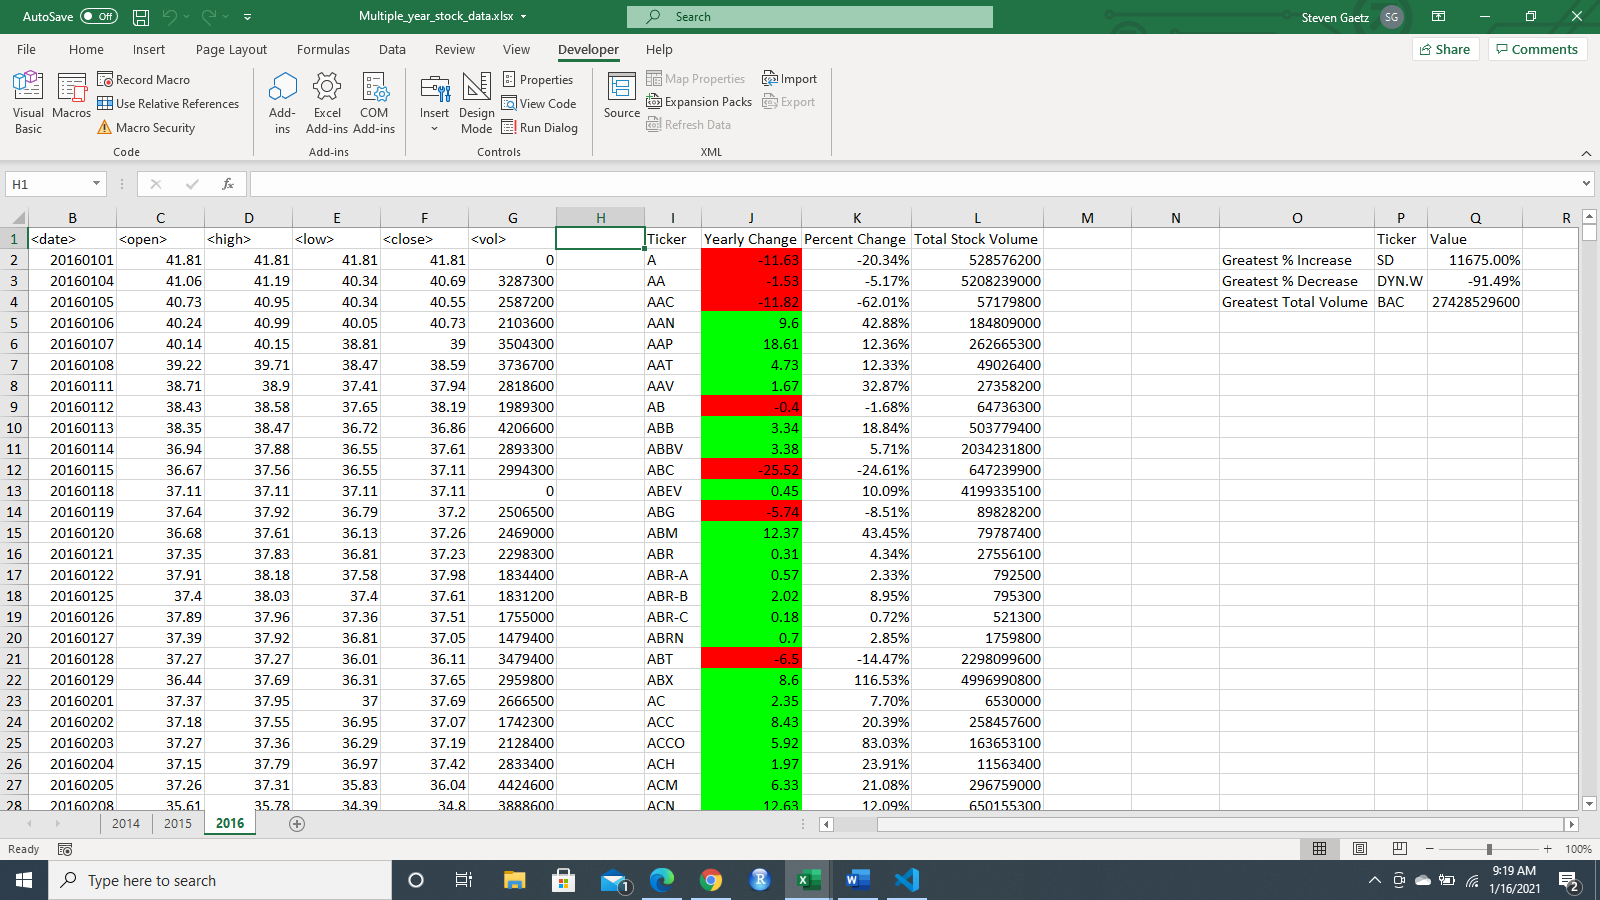 AutoSave Off Multiple_year_stock_data.xlsx Search Steven Gaetz SG
File Home Insert Page Layout Formulas Data Review View Developer Help Share Comments
Visual Basic Macros Record Macro Use Relative References Macro Security
Add-ins Excel Add-ins COM Add-ins
Insert Design Mode Properties View Code Run Dialog
Source Map Properties Expansion Packs Refresh Data Import Export
Code Add-ins Controls XML
H1 fx
B C D E F G H I J K L M N O P Q R
1 <date> <open> <high> <low> <close> <vol> Ticker Yearly Change Percent Change Total Stock Volume Ticker Value
2 20160101 41.81 41.81 41.81 41.81 0 A -11.63 -20.34% 528576200 Greatest % Increase SD 11675.00%
3 20160104 41.06 41.19 40.34 40.69 3287300 AA -1.53 -5.17% 5208239000 Greatest % Decrease DYN.W -91.49%
4 20160105 40.73 40.95 40.34 40.55 2587200 AAC -11.82 -62.01% 57179800 Greatest Total Volume BAC 27428529600
5 20160106 40.24 40.99 40.05 40.73 2103600 AAN 9.6 42.88% 184809000
6 20160107 40.14 40.15 38.81 39 3504300 AAP 18.61 12.36% 262665300
7 20160108 39.22 39.71 38.47 38.59 3736700 AAT 4.73 12.33% 49026400
8 20160111 38.71 38.9 37.41 37.94 2818600 AAV 1.67 32.87% 27358200
9 20160112 38.43 38.58 37.65 38.19 1989300 AB -0.4 -1.68% 64736300
10 20160113 38.35 38.47 36.72 36.86 4206600 ABB 3.34 18.84% 503779400
11 20160114 36.94 37.88 36.55 37.61 2893300 ABBV 3.38 5.71% 2034231800
12 20160115 36.67 37.56 36.55 37.11 2994300 ABC -25.52 -24.61% 647239900
13 20160118 37.11 37.11 37.11 37.11 0 ABEV 0.45 10.09% 4199335100
14 20160119 37.64 37.92 36.79 37.2 2506500 ABG -5.74 -8.51% 89828200
15 20160120 36.68 37.61 36.13 37.26 2469000 ABM 12.37 43.45% 79787400
16 20160121 37.35 37.83 36.81 37.23 2298300 ABR 0.31 4.34% 27556100
17 20160122 37.91 38.18 37.58 37.98 1834400 ABR-A 0.57 2.33% 792500
18 20160125 37.4 38.03 37.4 37.61 1831200 ABR-B 2.02 8.95% 795300
19 20160126 37.89 37.96 37.36 37.51 1755000 ABR-C 0.18 0.72% 521300
20 20160127 37.39 37.92 36.81 37.05 1479400 ABRN 0.7 2.85% 1759800
21 20160128 37.27 37.27 36.01 36.11 3479400 ABT -6.5 -14.47% 2298099600
22 20160129 36.44 37.69 36.31 37.65 2959800 ABX 8.6 116.53% 4996990800
23 20160201 37.37 37.95 37 37.69 2666500 AC 2.35 7.70% 6530000
24 20160202 37.18 37.55 36.95 37.07 1742300 ACC 8.43 20.39% 258457600
25 20160203 37.27 37.36 36.29 37.19 2128400 ACCO 5.92 83.03% 163653100
26 20160204 37.15 37.79 36.97 37.42 2833400 ACH 1.97 23.91% 11563400
27 20160205 37.26 37.31 35.83 36.04 4424600 ACM 6.33 21.08% 296759000
28 20160208 35.61 35.78 34.39 34.8 3888600 ACN 12.63 12.09% 650155300
2014 2015 2016
Ready 100%
Type here to search 1 R W 9:19 AM
1/16/2021 2